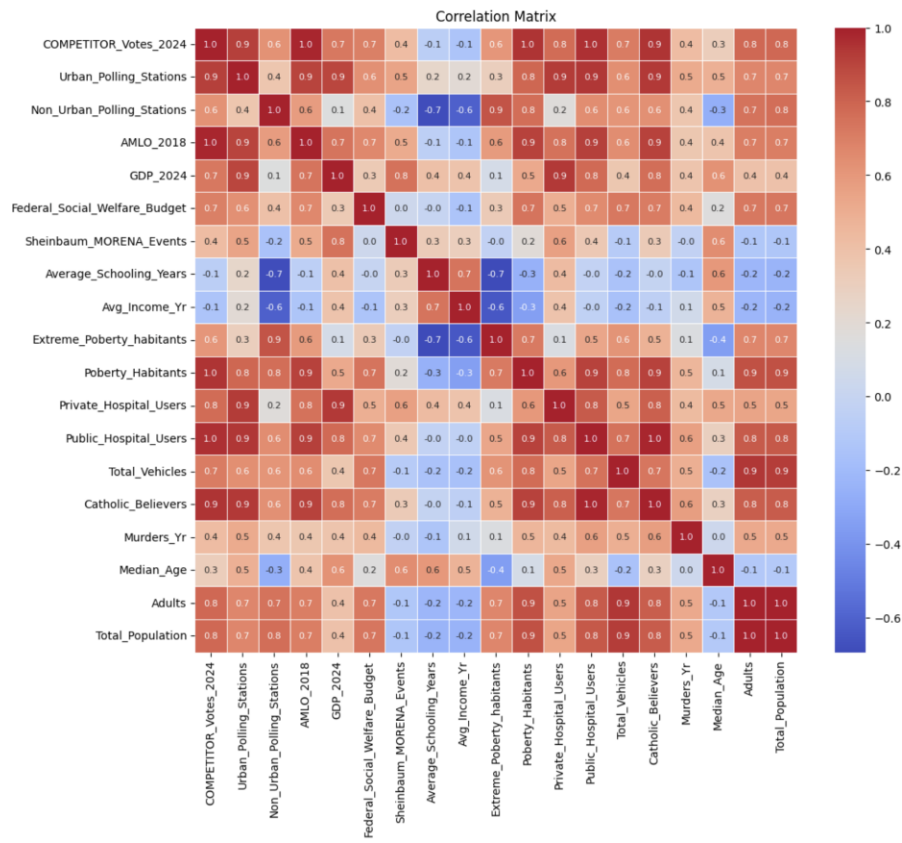 Correlation Matrix
COMPETITOR_Votes_2024 1.0 0.9 0.6 1.0 0.7 0.7 0.4 -0.1 -0.1 0.6 1.0 0.8 1.0 0.7 0.9 0.4 0.3 0.8 0.8
Urban_Polling_Stations 0.9 1.0 0.4 0.9 0.9 0.6 0.5 0.2 0.2 0.3 0.8 0.9 0.9 0.6 0.9 0.5 0.5 0.7 0.7
Non_Urban_Polling_Stations 0.6 0.4 1.0 0.6 0.1 0.4 -0.2 -0.7 -0.6 0.9 0.8 0.2 0.6 0.6 0.6 0.4 -0.3 0.7 0.8
AMLO_2018 1.0 0.9 0.6 1.0 0.7 0.7 0.5 -0.1 -0.1 0.6 0.9 0.8 0.9 0.6 0.9 0.4 0.4 0.7 0.7
GDP_2024 0.7 0.9 0.1 0.7 1.0 0.3 0.8 0.4 0.4 0.1 0.5 0.9 0.8 0.4 0.8 0.4 0.6 0.4 0.4
Federal_Social_Welfare_Budget 0.7 0.6 0.4 0.7 0.3 1.0 0.0 -0.0 -0.1 0.3 0.7 0.5 0.7 0.7 0.7 0.4 0.2 0.7 0.7
Sheinbaum_MORENA_Events 0.4 0.5 -0.2 0.5 0.8 0.0 1.0 0.3 0.3 -0.0 0.2 0.6 0.4 -0.1 0.3 -0.0 0.6 -0.1 -0.1
Average_Schooling_Years -0.1 0.2 -0.7 -0.1 0.4 -0.0 0.3 1.0 0.7 -0.7 -0.3 0.4 -0.0 -0.2 -0.0 -0.1 0.6 -0.2 -0.2
Avg_Income_Yr -0.1 0.2 -0.6 -0.1 0.4 -0.1 0.3 0.7 1.0 -0.6 -0.3 0.4 -0.0 -0.2 -0.1 0.1 0.5 -0.2 -0.2
Extreme_Poberty_habitants 0.6 0.3 0.9 0.6 0.1 0.3 -0.0 -0.7 -0.6 1.0 0.7 0.1 0.5 0.6 0.5 0.1 -0.4 0.7 0.7
Poberty_Habitants 1.0 0.8 0.8 0.9 0.5 0.7 0.2 -0.3 -0.3 0.7 1.0 0.6 0.9 0.8 0.9 0.5 0.1 0.9 0.9
Private_Hospital_Users 0.8 0.9 0.2 0.8 0.9 0.5 0.6 0.4 0.4 0.1 0.6 1.0 0.8 0.5 0.8 0.4 0.5 0.5 0.5
Public_Hospital_Users 1.0 0.9 0.6 0.9 0.8 0.7 0.4 -0.0 -0.0 0.5 0.9 0.8 1.0 0.7 1.0 0.6 0.3 0.8 0.8
Total_Vehicles 0.7 0.6 0.6 0.6 0.4 0.7 -0.1 -0.2 -0.2 0.6 0.8 0.5 0.7 1.0 0.7 0.5 -0.2 0.9 0.9
Catholic_Believers 0.9 0.9 0.6 0.9 0.8 0.7 0.3 -0.0 -0.1 0.5 0.9 0.8 1.0 0.7 1.0 0.6 0.3 0.8 0.8
Murders_Yr 0.4 0.5 0.4 0.4 0.4 0.4 -0.0 -0.1 0.1 0.1 0.5 0.4 0.6 0.5 0.6 1.0 0.0 0.5 0.5
Median_Age 0.3 0.5 -0.3 0.4 0.6 0.2 0.6 0.6 0.5 -0.4 0.1 0.5 0.3 -0.2 0.3 0.0 1.0 -0.1 -0.1
Adults 0.8 0.7 0.7 0.7 0.4 0.7 -0.1 -0.2 -0.2 0.7 0.9 0.5 0.8 0.9 0.8 0.5 -0.1 1.0 1.0
Total_Population 0.8 0.7 0.8 0.7 0.4 0.7 -0.1 -0.2 -0.2 0.7 0.9 0.5 0.8 0.9 0.8 0.5 -0.1 1.0 1.0
COMPETITOR_Votes_2024
Urban_Polling_Stations
Non_Urban_Polling_Stations
AMLO_2018
GDP_2024
Federal_Social_Welfare_Budget
Sheinbaum_MORENA_Events
Average_Schooling_Years
Avg_Income_Yr
Extreme_Poberty_habitants
Poberty_Habitants
Private_Hospital_Users
Public_Hospital_Users
Total_Vehicles
Catholic_Believers
Murders_Yr
Median_Age
Adults
Total_Population
1.0
0.8
0.6
0.4
0.2
0.0
−0.2
−0.4
−0.6